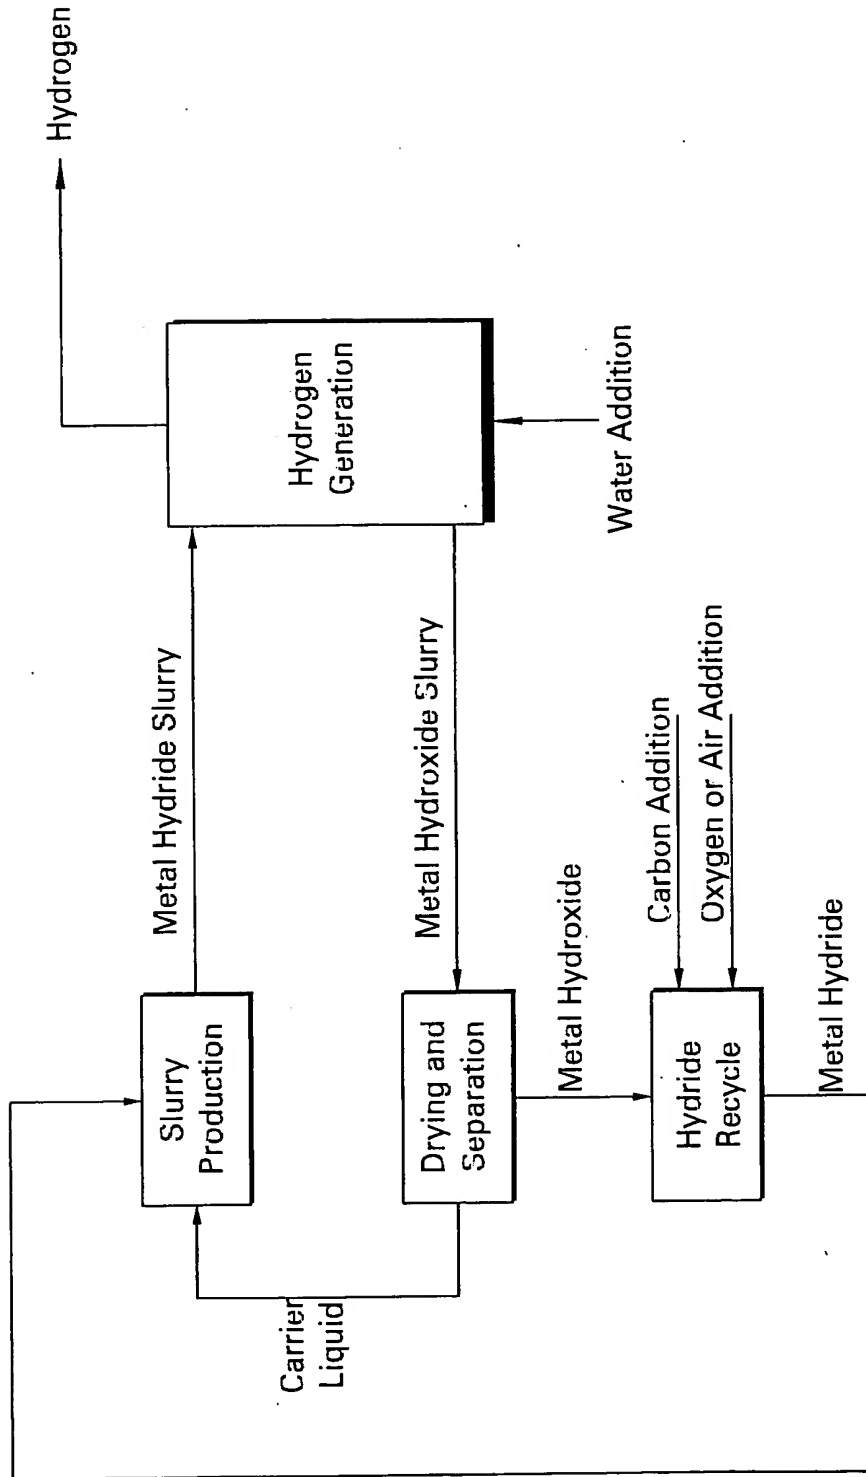 Hydrogen
Hydrogen
Generation
Water Addition
Metal Hydride Slurry
Metal Hydroxide Slurry
Slurry
Production
Drying and
Separation
Carrier
Liquid
Metal Hydroxide
Carbon Addition
Oxygen or Air Addition
Hydride
Recycle
Metal Hydride